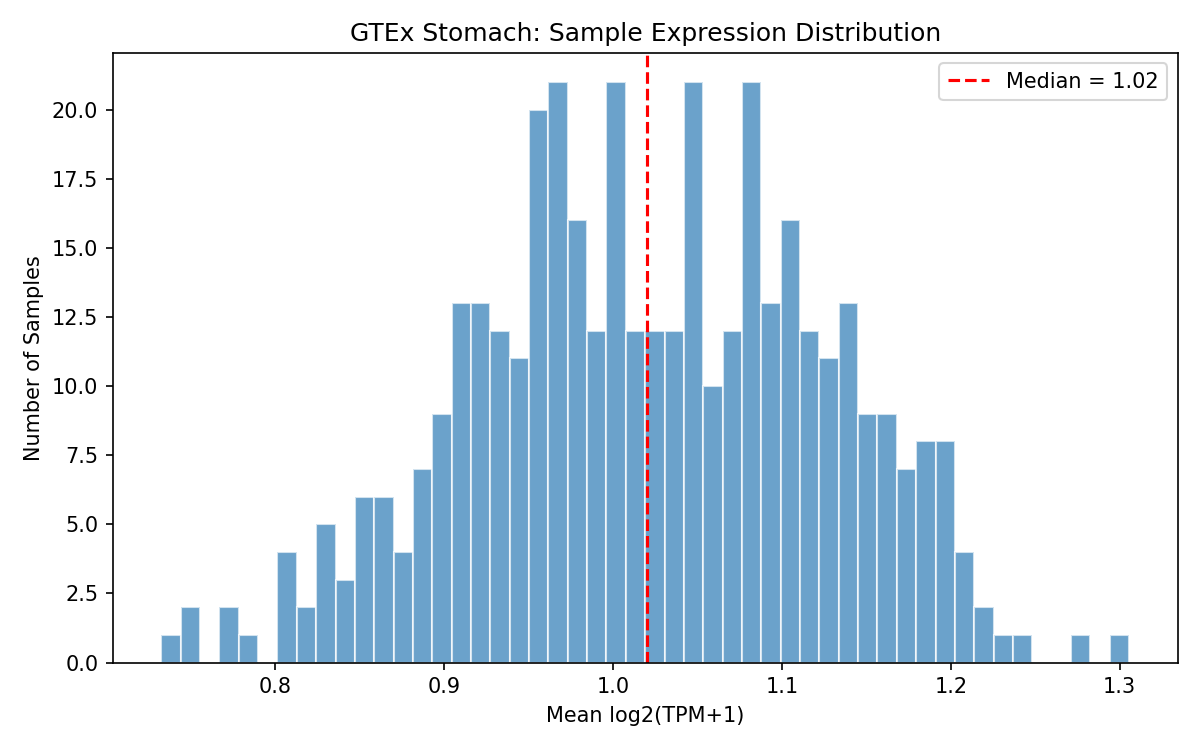 GTEx Stomach: Sample Expression Distribution
Median = 1.02
Number of Samples
20.0
17.5
15.0
12.5
10.0
7.5
5.0
2.5
0.0
0.8 0.9 1.0 1.1 1.2 1.3
Mean log2(TPM+1)